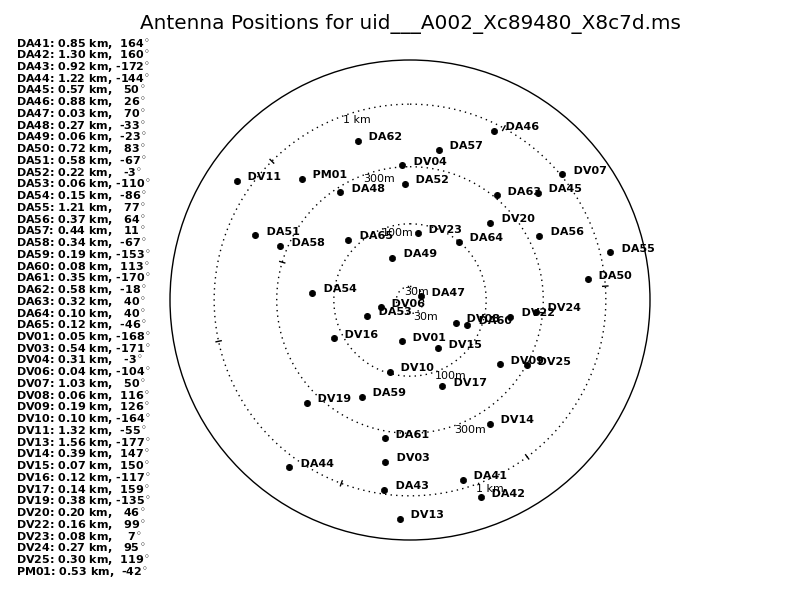 Antenna Positions for uid___A002_Xc89480_X8c7d.ms
DA41: 0.85 km, 164°
DA42: 1.30 km, 160°
DA43: 0.92 km, -172°
DA44: 1.22 km, -144°
DA45: 0.57 km, 50°
DA46: 0.88 km, 26°
DA47: 0.03 km, 70°
DA48: 0.27 km, -33°
DA49: 0.06 km, -23°
DA50: 0.72 km, 83°
DA51: 0.58 km, -67°
DA52: 0.22 km, -3°
DA53: 0.06 km, -110°
DA54: 0.15 km, -86°
DA55: 1.21 km, 77°
DA56: 0.37 km, 64°
DA57: 0.44 km, 11°
DA58: 0.34 km, -67°
DA59: 0.19 km, -153°
DA60: 0.08 km, 113°
DA61: 0.35 km, -170°
DA62: 0.58 km, -18°
DA63: 0.32 km, 40°
DA64: 0.10 km, 40°
DA65: 0.12 km, -46°
DV01: 0.05 km, -168°
DV03: 0.54 km, -171°
DV04: 0.31 km, -3°
DV06: 0.04 km, -104°
DV07: 1.03 km, 50°
DV08: 0.06 km, 116°
DV09: 0.19 km, 126°
DV10: 0.10 km, -164°
DV11: 1.32 km, -55°
DV13: 1.56 km, -177°
DV14: 0.39 km, 147°
DV15: 0.07 km, 150°
DV16: 0.12 km, -117°
DV17: 0.14 km, 159°
DV19: 0.38 km, -135°
DV20: 0.20 km, 46°
DV22: 0.16 km, 99°
DV23: 0.08 km, 7°
DV24: 0.27 km, 95°
DV25: 0.30 km, 119°
PM01: 0.53 km, -42°
1 km
DA46
DA62
DA57
DV04
DV07
DV11
PM01
300m
DA52
DA48
DA63
DA45
DV20
DA51
DA65
100m
DV23
DA64
DA56
DA58
DA49
DA55
DA50
DA54
30m
DA47
DV06
DA53
30m
DV08
DA60
DV22
DV24
DV16
DV01
DV15
DV10
100m
DV09
DV25
DV17
DV19
DA59
DV14
DA61
300m
DV03
DA44
DA41
DA43
1 km
DA42
DV13